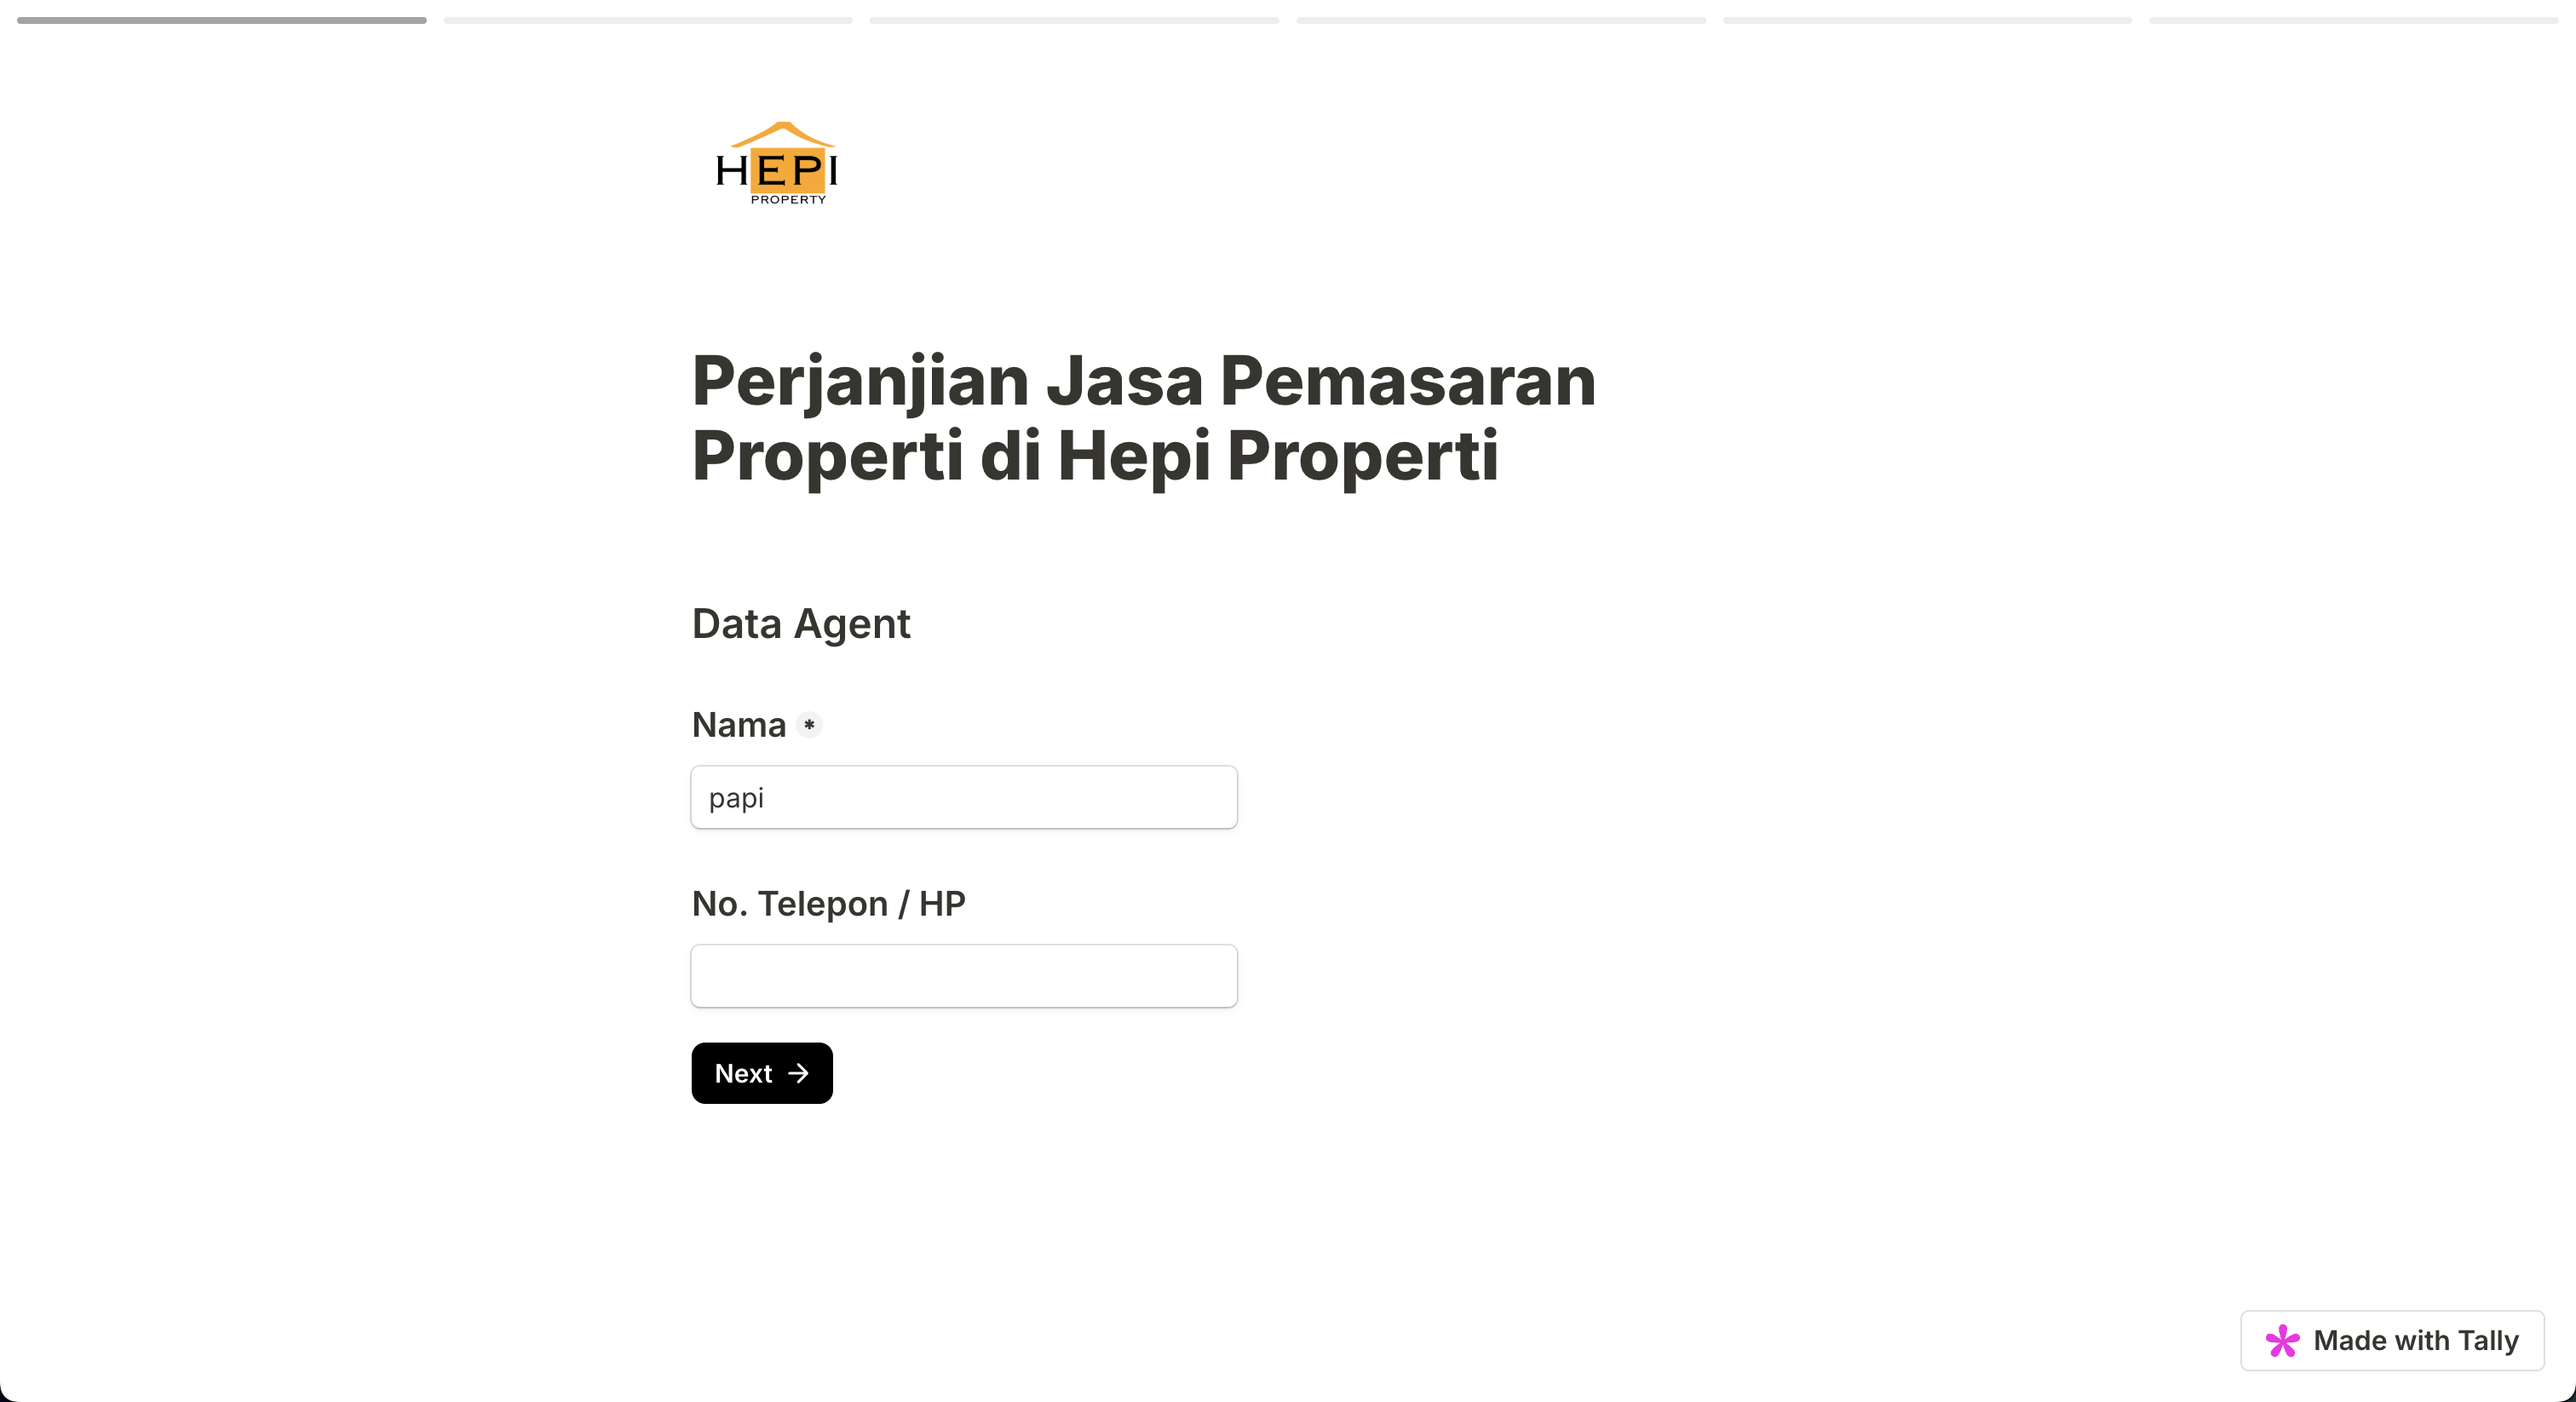 HEPI
PROPERTY
Perjanjian Jasa Pemasaran
Properti di Hepi Properti
Data Agent
Nama *
papi
No. Telepon / HP
Next →
Made with Tally